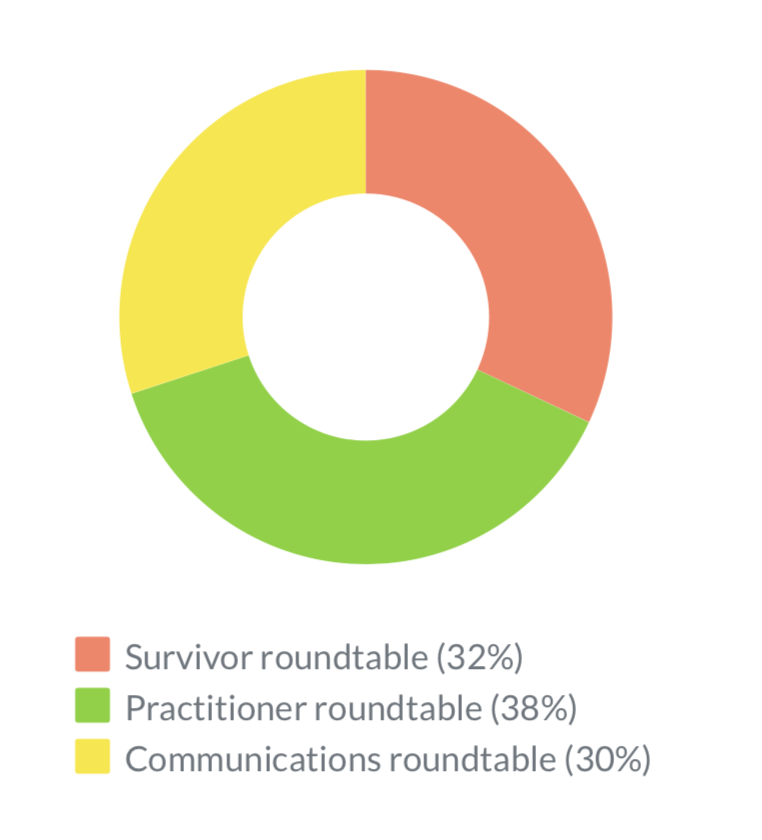 Survivor roundtable (32%)
Practitioner roundtable (38%)
Communications roundtable (30%)